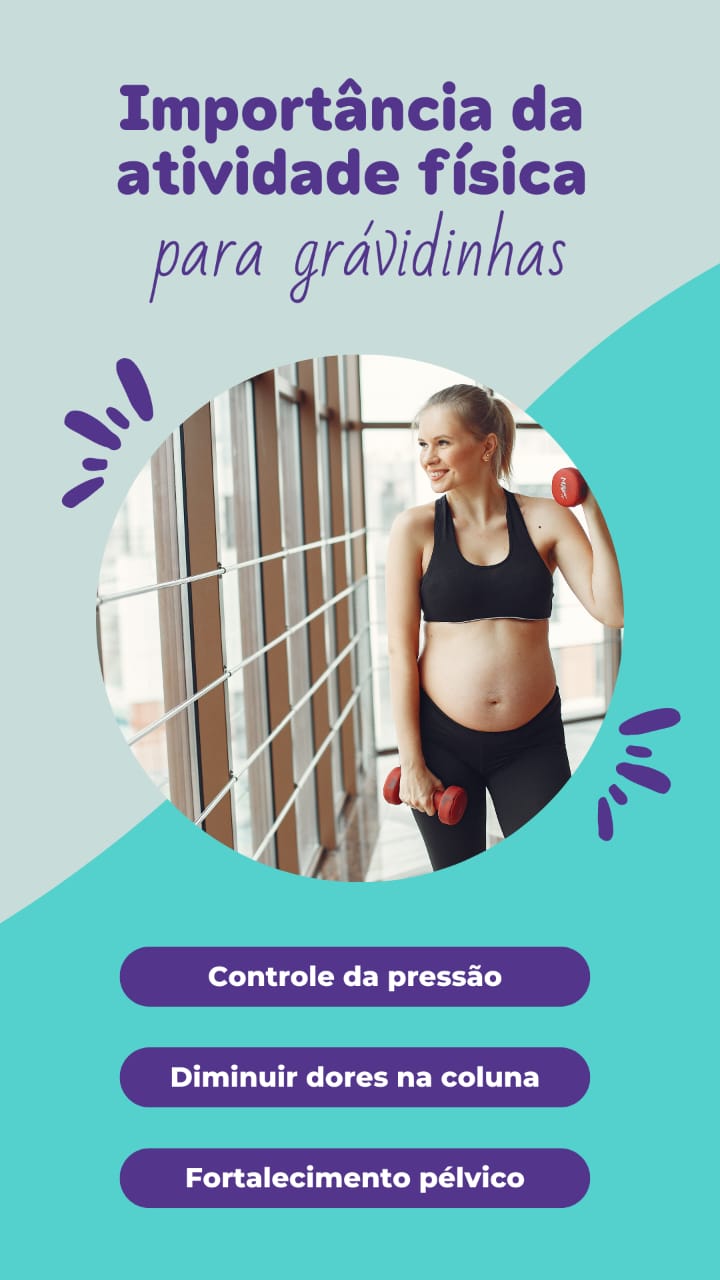 Importância da
atividade física
para grávidinhas
Controle da pressão
Diminuir dores na coluna
Fortalecimento pélvico